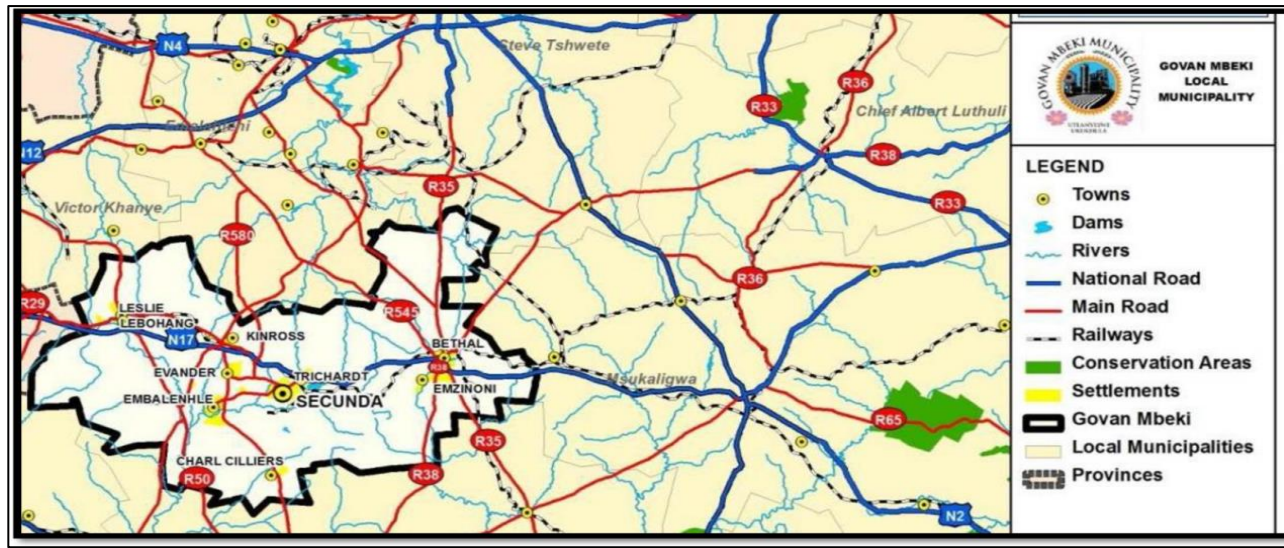 N4
Steve Tshwete
R36
R33
Chief Albert Luthuli
Emalahleni
N12
R38
R35
R33
Victor Khanye
R580
R36
R29
LESLIE
LEBOHANG
R545
N17
KINROSS
BETHAL
R38
EVANDER
TRICHARDT
Msukaligwa
EMZINONI
SECUNDA
EMBALENHLE
R65
R35
CHARL CILLIERS
R50
R38
N2
GOVAN MBEKI MUNICIPALITY
GOVAN MBEKI
LOCAL
MUNICIPALITY
LEGEND
Towns
Dams
Rivers
National Road
Main Road
Railways
Conservation Areas
Settlements
Govan Mbeki
Local Municipalities
Provinces